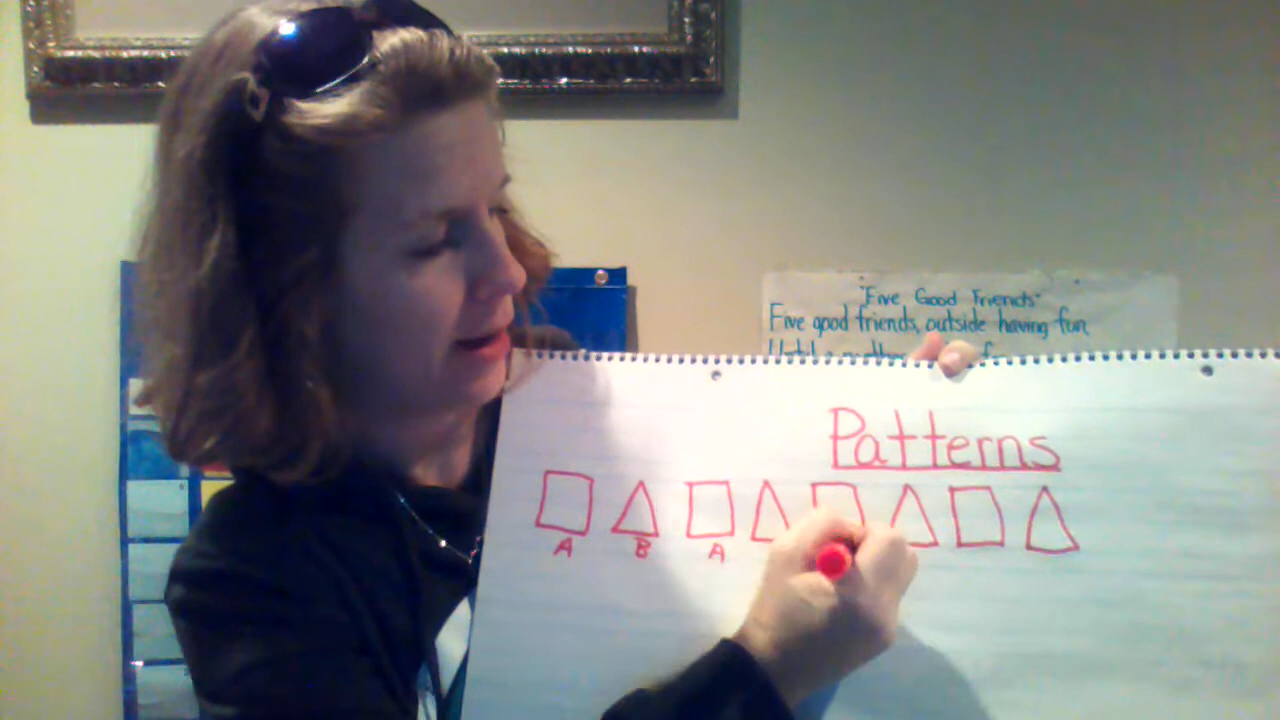 "Five Good Friends"
Five good friends, outside having fun
Patterns
A B A